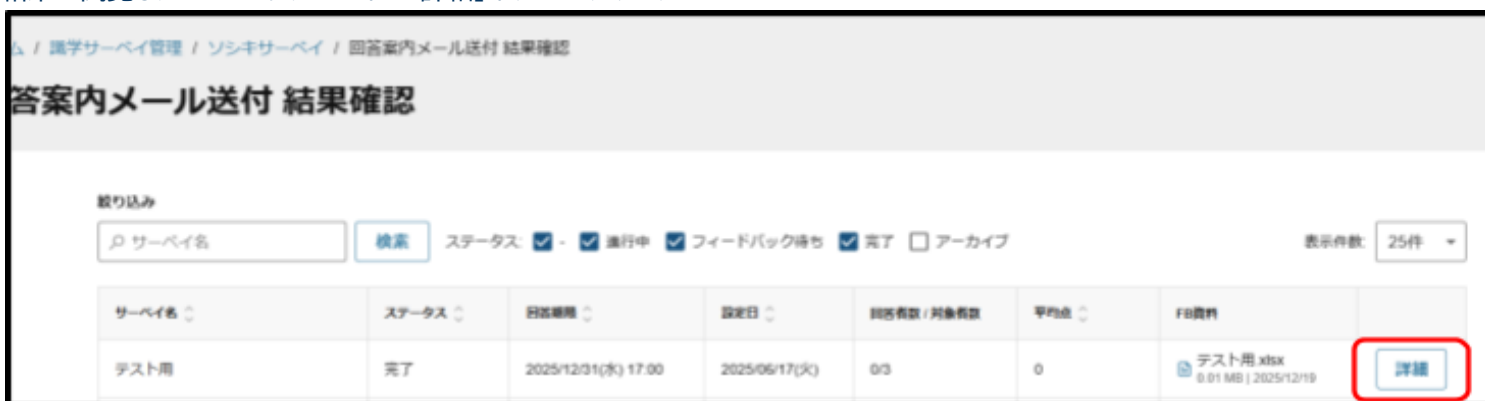 ム / 識学サーベイ管理 / ソシキサーベイ / 回答案内メール送付 結果確認
答案内メール送付 結果確認
絞り込み
サーベイ名 検索 ステータス: - 進行中 フィードバック待ち 完了 アーカイブ 表示件数: 25件
サーベイ名 ステータス 回答期限 設定日 回答者数 / 対象者数 平均点 FB資料
テスト用 完了 2025/12/31(水) 17:00 2025/06/17(火) 0/3 0 テスト用.xlsx 詳細
0.01 MB | 2025/12/19